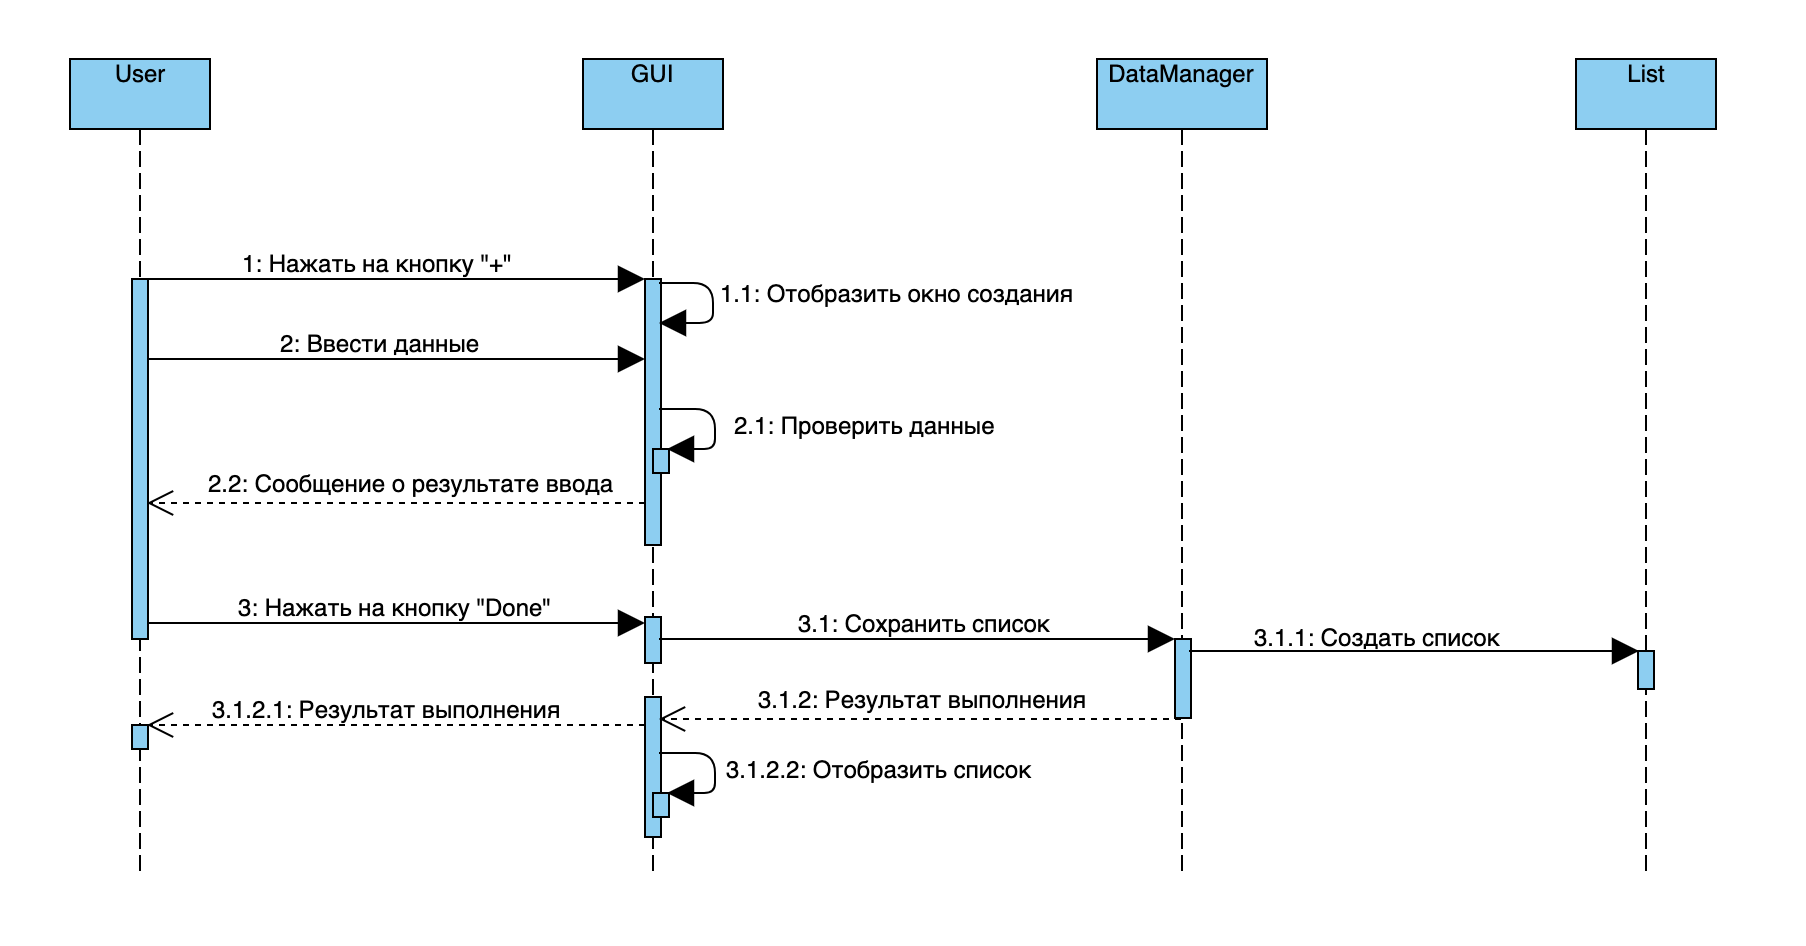 User
GUI
DataManager
List
1: Нажать на кнопку "+"
1.1: Отобразить окно создания
2: Ввести данные
2.1: Проверить данные
2.2: Сообщение о результате ввода
3: Нажать на кнопку "Done"
3.1: Сохранить список
3.1.1: Создать список
3.1.2: Результат выполнения
3.1.2.1: Результат выполнения
3.1.2.2: Отобразить список